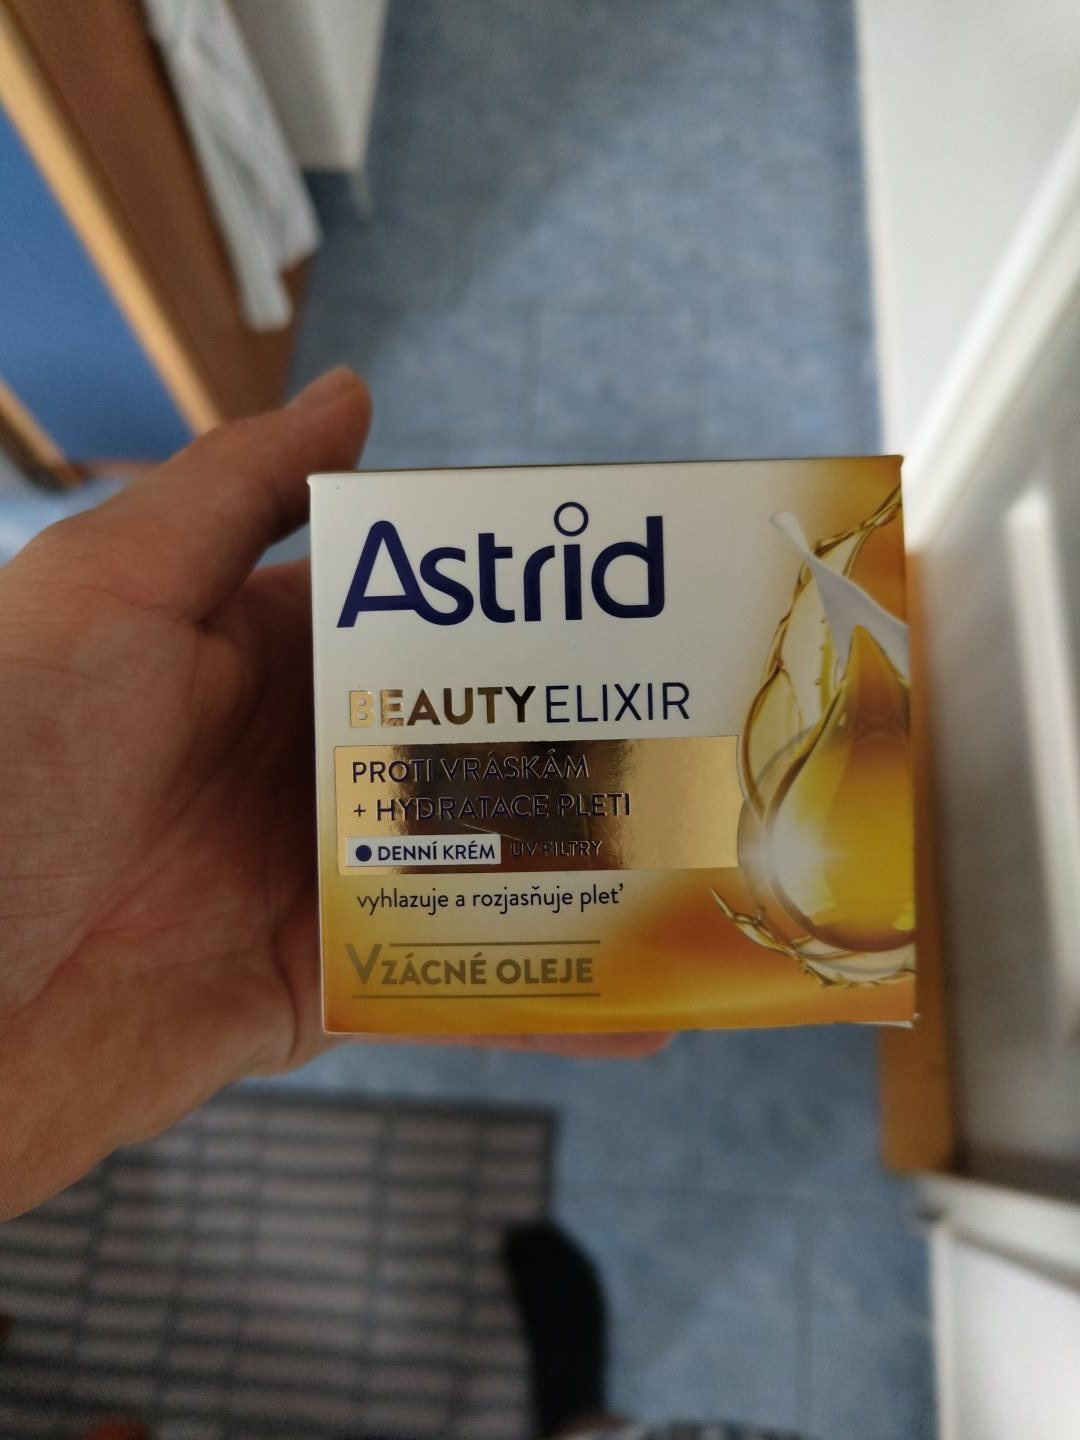 Astrid
BEAUTY ELIXIR
PROTI VRÁSKÁM
+ HYDRATACE PLETI
DENNÍ KRÉM UV FILTRY
vyhlazuje a rozjasňuje pleť
VZÁCNÉ OLEJE